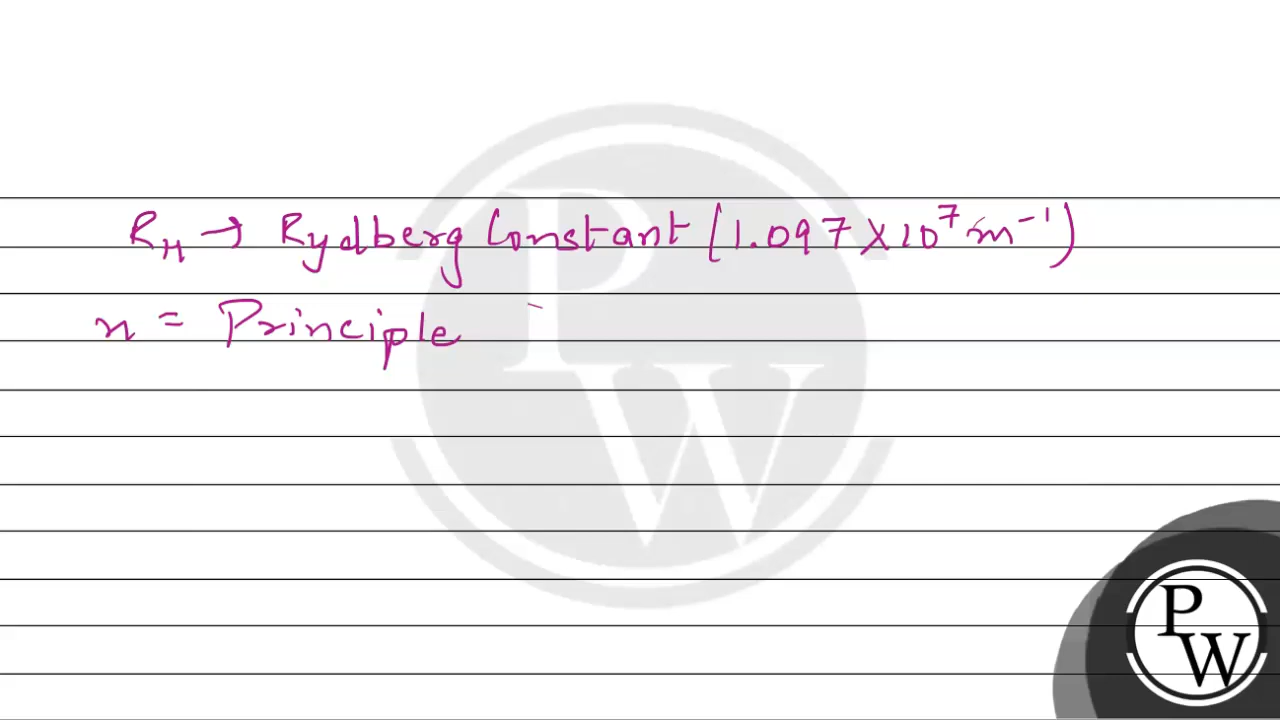 R_H → Rydberg Constant (1.097 × 10⁷ m⁻¹)
n = Principle
P
W
P
W